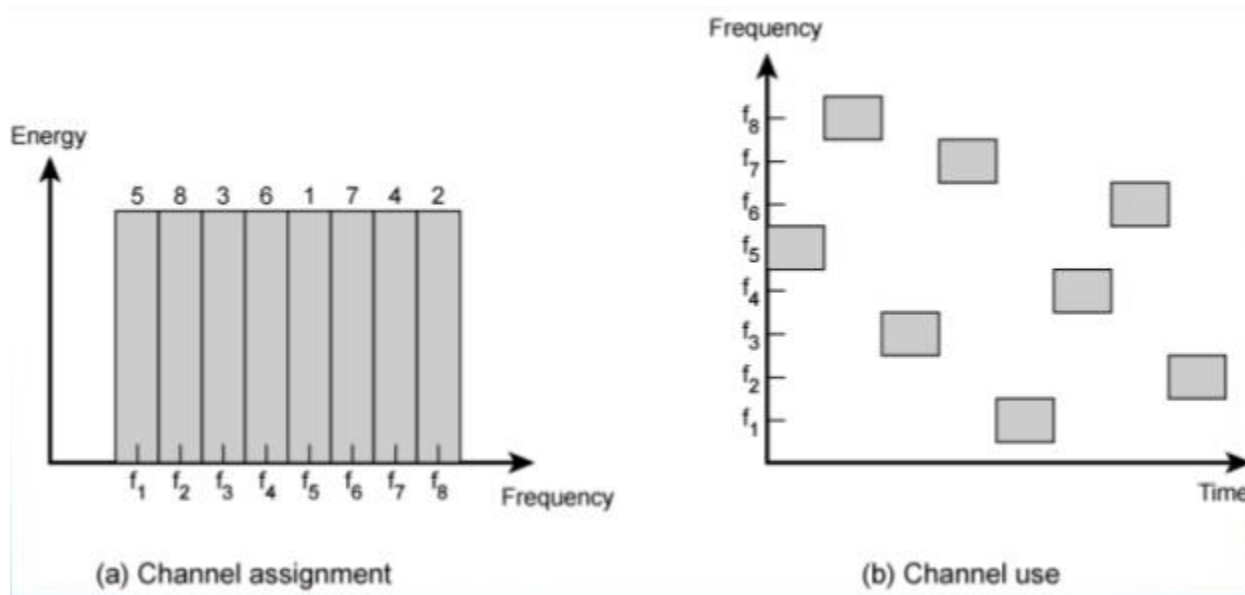 Energy
5 8 3 6 1 7 4 2
f₁ f₂ f₃ f₄ f₅ f₆ f₇ f₈
Frequency
(a) Channel assignment
Frequency
f₈
f₇
f₆
f₅
f₄
f₃
f₂
f₁
Time
(b) Channel use